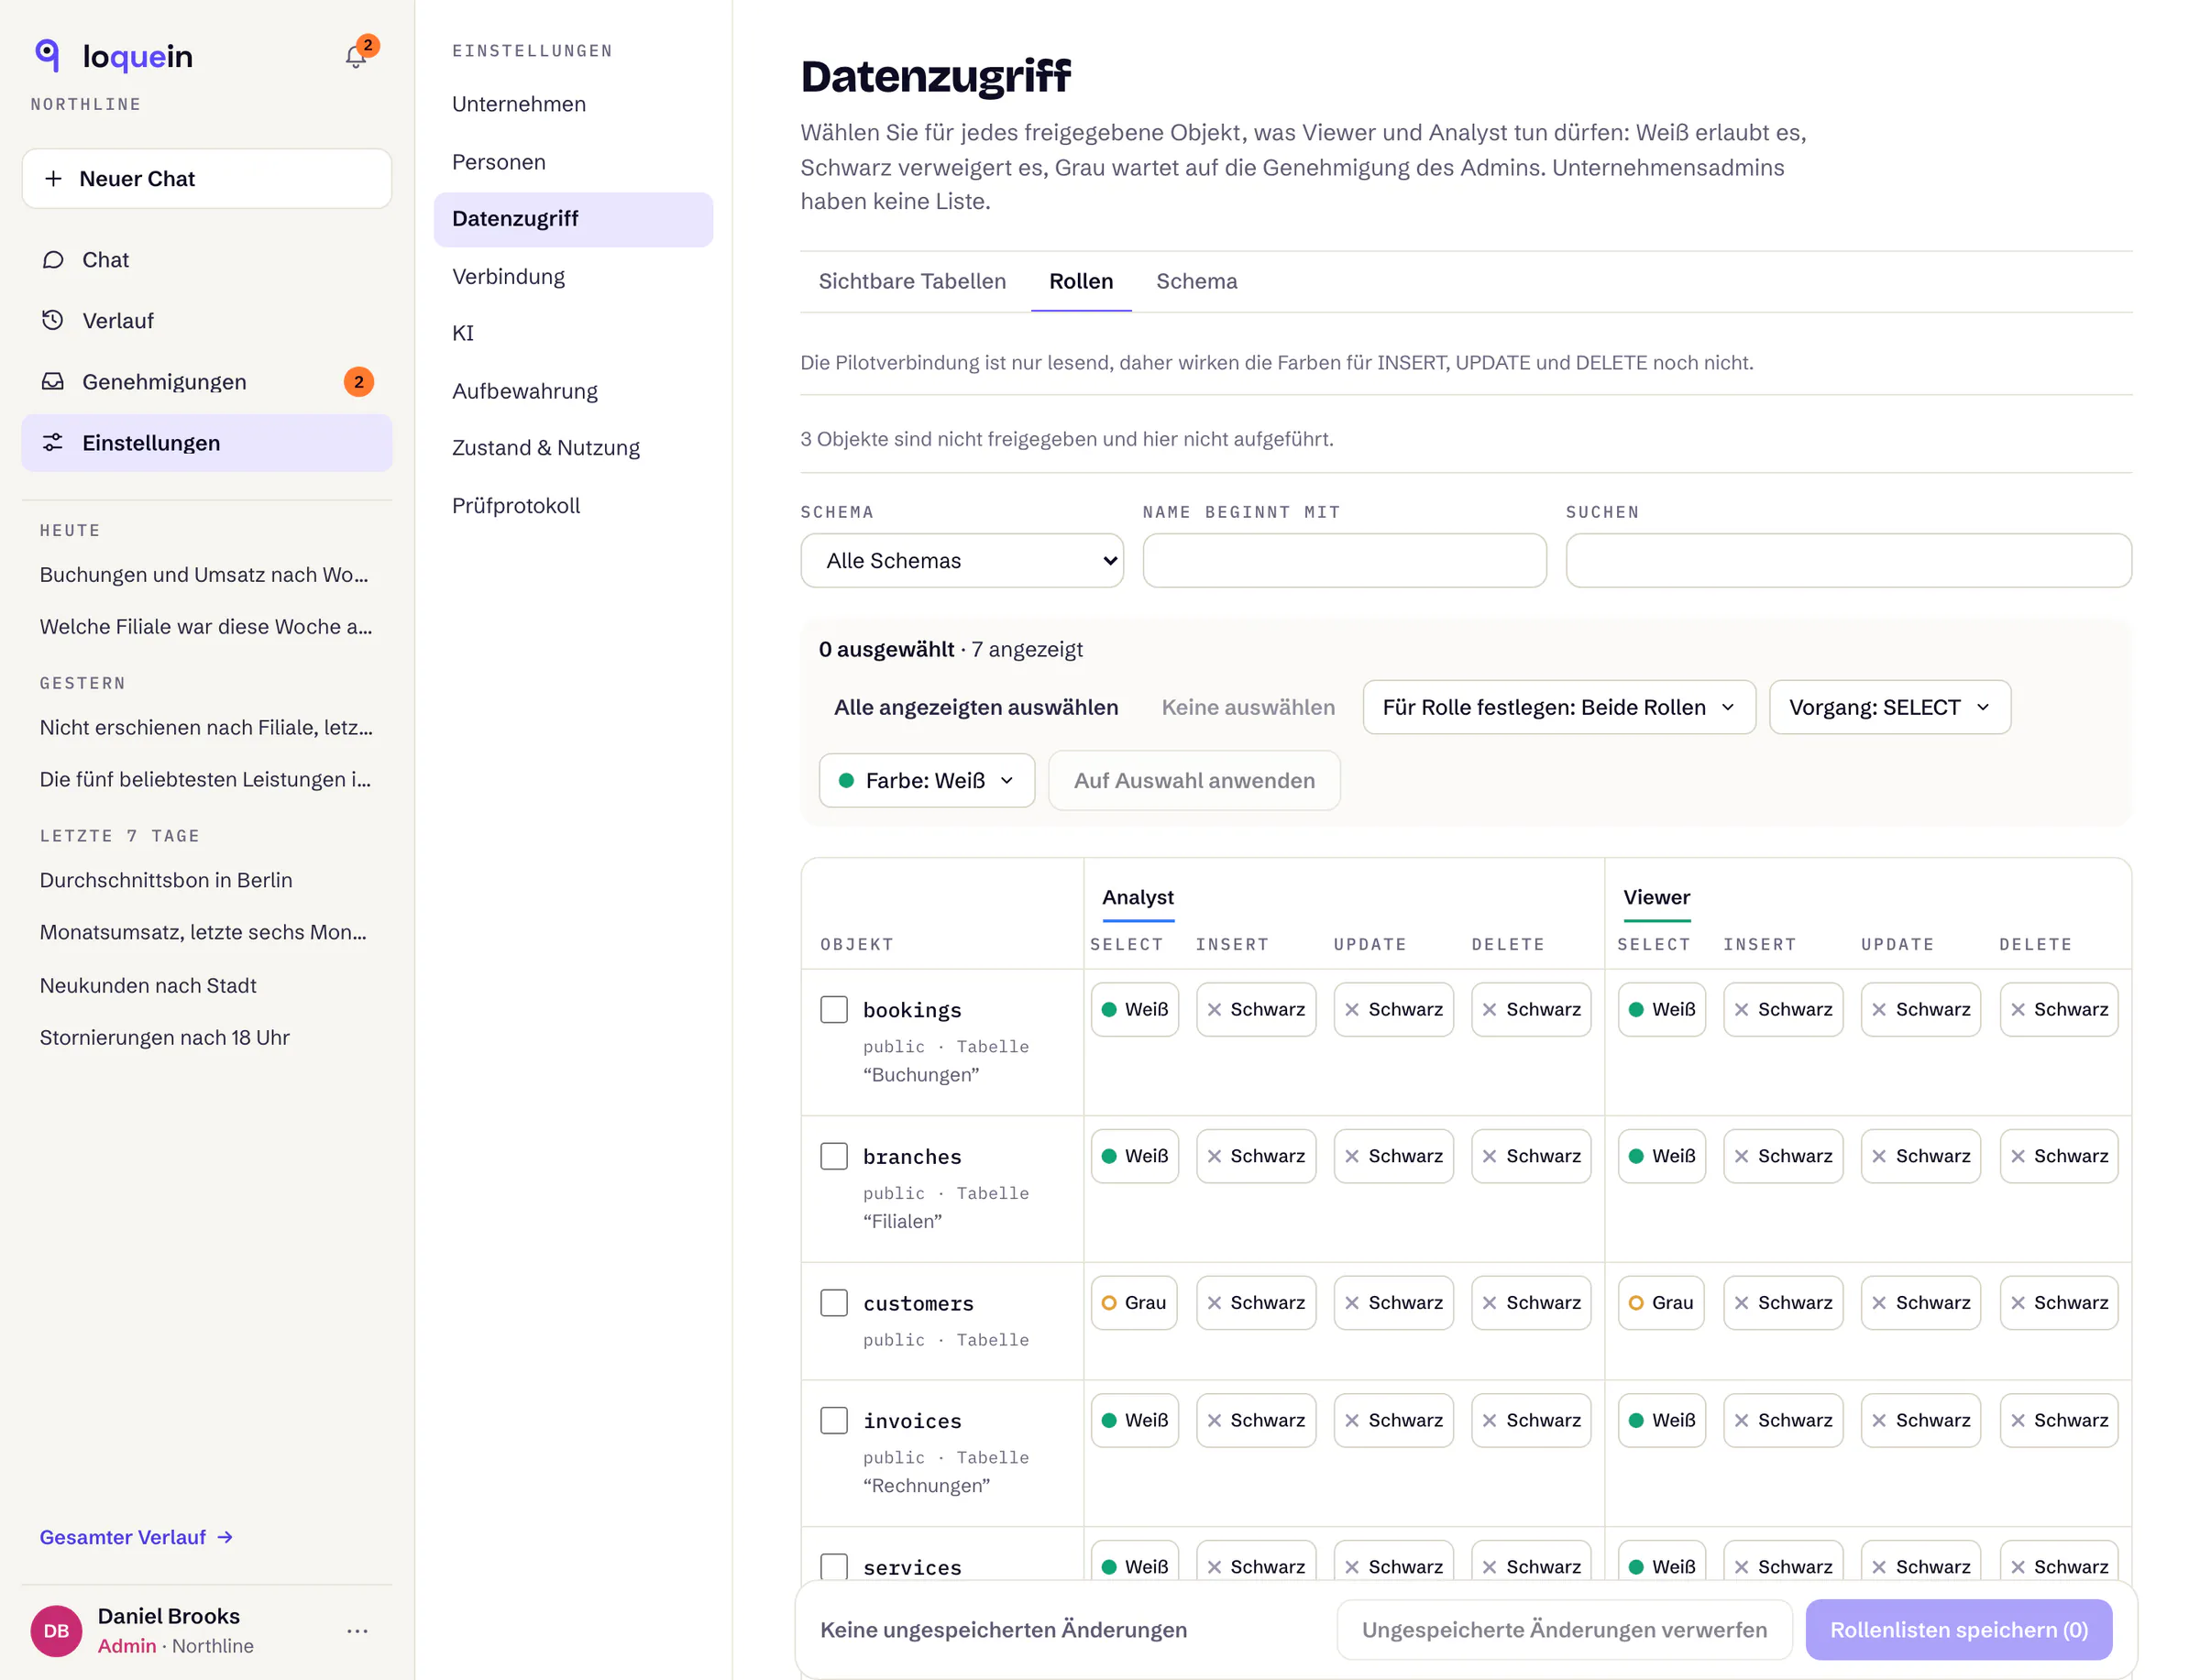 loquein
2
NORTHLINE
Neuer Chat
Chat
Verlauf
Genehmigungen 2
Einstellungen
HEUTE
Buchungen und Umsatz nach Wo...
Welche Filiale war diese Woche a...
GESTERN
Nicht erschienen nach Filiale, letz...
Die fünf beliebtesten Leistungen i...
LETZTE 7 TAGE
Durchschnittsbon in Berlin
Monatsumsatz, letzte sechs Mon...
Neukunden nach Stadt
Stornierungen nach 18 Uhr
Gesamter Verlauf →
DB
Daniel Brooks
Admin · Northline
EINSTELLUNGEN
Unternehmen
Personen
Datenzugriff
Verbindung
KI
Aufbewahrung
Zustand & Nutzung
Prüfprotokoll
Datenzugriff
Wählen Sie für jedes freigegebene Objekt, was Viewer und Analyst tun dürfen: Weiß erlaubt es,
Schwarz verweigert es, Grau wartet auf die Genehmigung des Admins. Unternehmensadmins
haben keine Liste.
Sichtbare Tabellen Rollen Schema
Die Pilotverbindung ist nur lesend, daher wirken die Farben für INSERT, UPDATE und DELETE noch nicht.
3 Objekte sind nicht freigegeben und hier nicht aufgeführt.
SCHEMA NAME BEGINNT MIT SUCHEN
Alle Schemas
0 ausgewählt · 7 angezeigt
Alle angezeigten auswählen Keine auswählen Für Rolle festlegen: Beide Rollen Vorgang: SELECT
Farbe: Weiß Auf Auswahl anwenden
Analyst Viewer
OBJEKT SELECT INSERT UPDATE DELETE SELECT INSERT UPDATE DELETE
bookings Weiß Schwarz Schwarz Schwarz Weiß Schwarz Schwarz Schwarz
public · Tabelle
“Buchungen”
branches Weiß Schwarz Schwarz Schwarz Weiß Schwarz Schwarz Schwarz
public · Tabelle
“Filialen”
customers Grau Schwarz Schwarz Schwarz Grau Schwarz Schwarz Schwarz
public · Tabelle
invoices Weiß Schwarz Schwarz Schwarz Weiß Schwarz Schwarz Schwarz
public · Tabelle
“Rechnungen”
services Weiß Schwarz Schwarz Schwarz Weiß Schwarz Schwarz Schwarz
Keine ungespeicherten Änderungen Ungespeicherte Änderungen verwerfen Rollenlisten speichern (0)